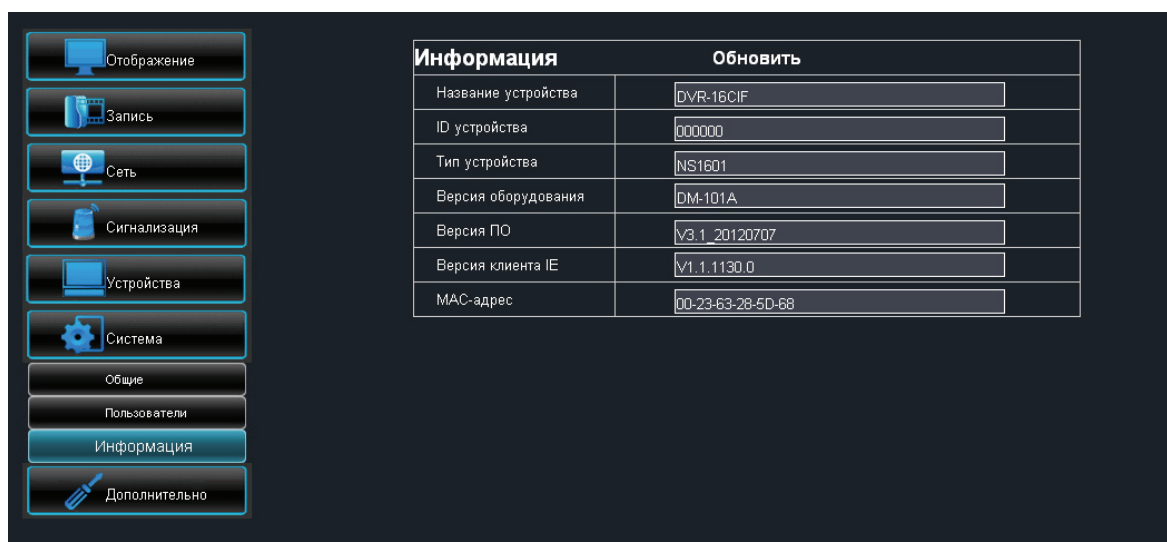 Отображение
Запись
Сеть
Сигнализация
Устройства
Система
Общие
Пользователи
Информация
Дополнительно
Информация Обновить
Название устройства DVR-16CIF
ID устройства 000000
Тип устройства NS1601
Версия оборудования DM-101A
Версия ПО V3.1_20120707
Версия клиента IE V1.1.1130.0
MAC-адрес 00-23-63-28-5D-68